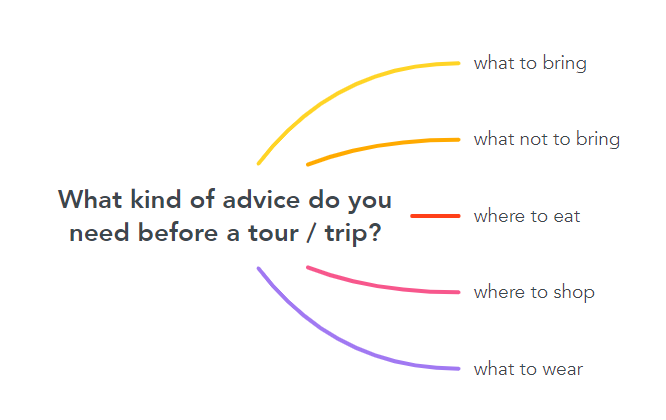 What kind of advice do you
need before a tour / trip?
what to bring
what not to bring
where to eat
where to shop
what to wear